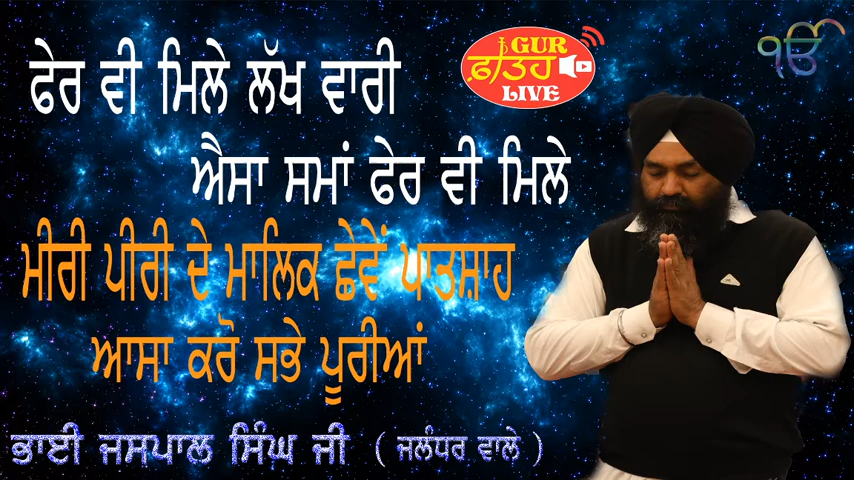 GUR
ਫ਼ਤਿਹ
LIVE
ੴ
ਫੇਰ ਵੀ ਮਿਲੇ ਲੱਖ ਵਾਰੀ
ਐਸਾ ਸਮਾਂ ਫੇਰ ਵੀ ਮਿਲੇ
ਮੀਰੀ ਪੀਰੀ ਦੇ ਮਾਲਿਕ ਛੇਵੇਂ ਪਾਤਸ਼ਾਹ
ਆਸਾ ਕਰੋ ਸਭੇ ਪੂਰੀਆਂ
ਭਾਈ ਜਸਪਾਲ ਸਿੰਘ ਜੀ ( ਜਲੰਧਰ ਵਾਲੇ )